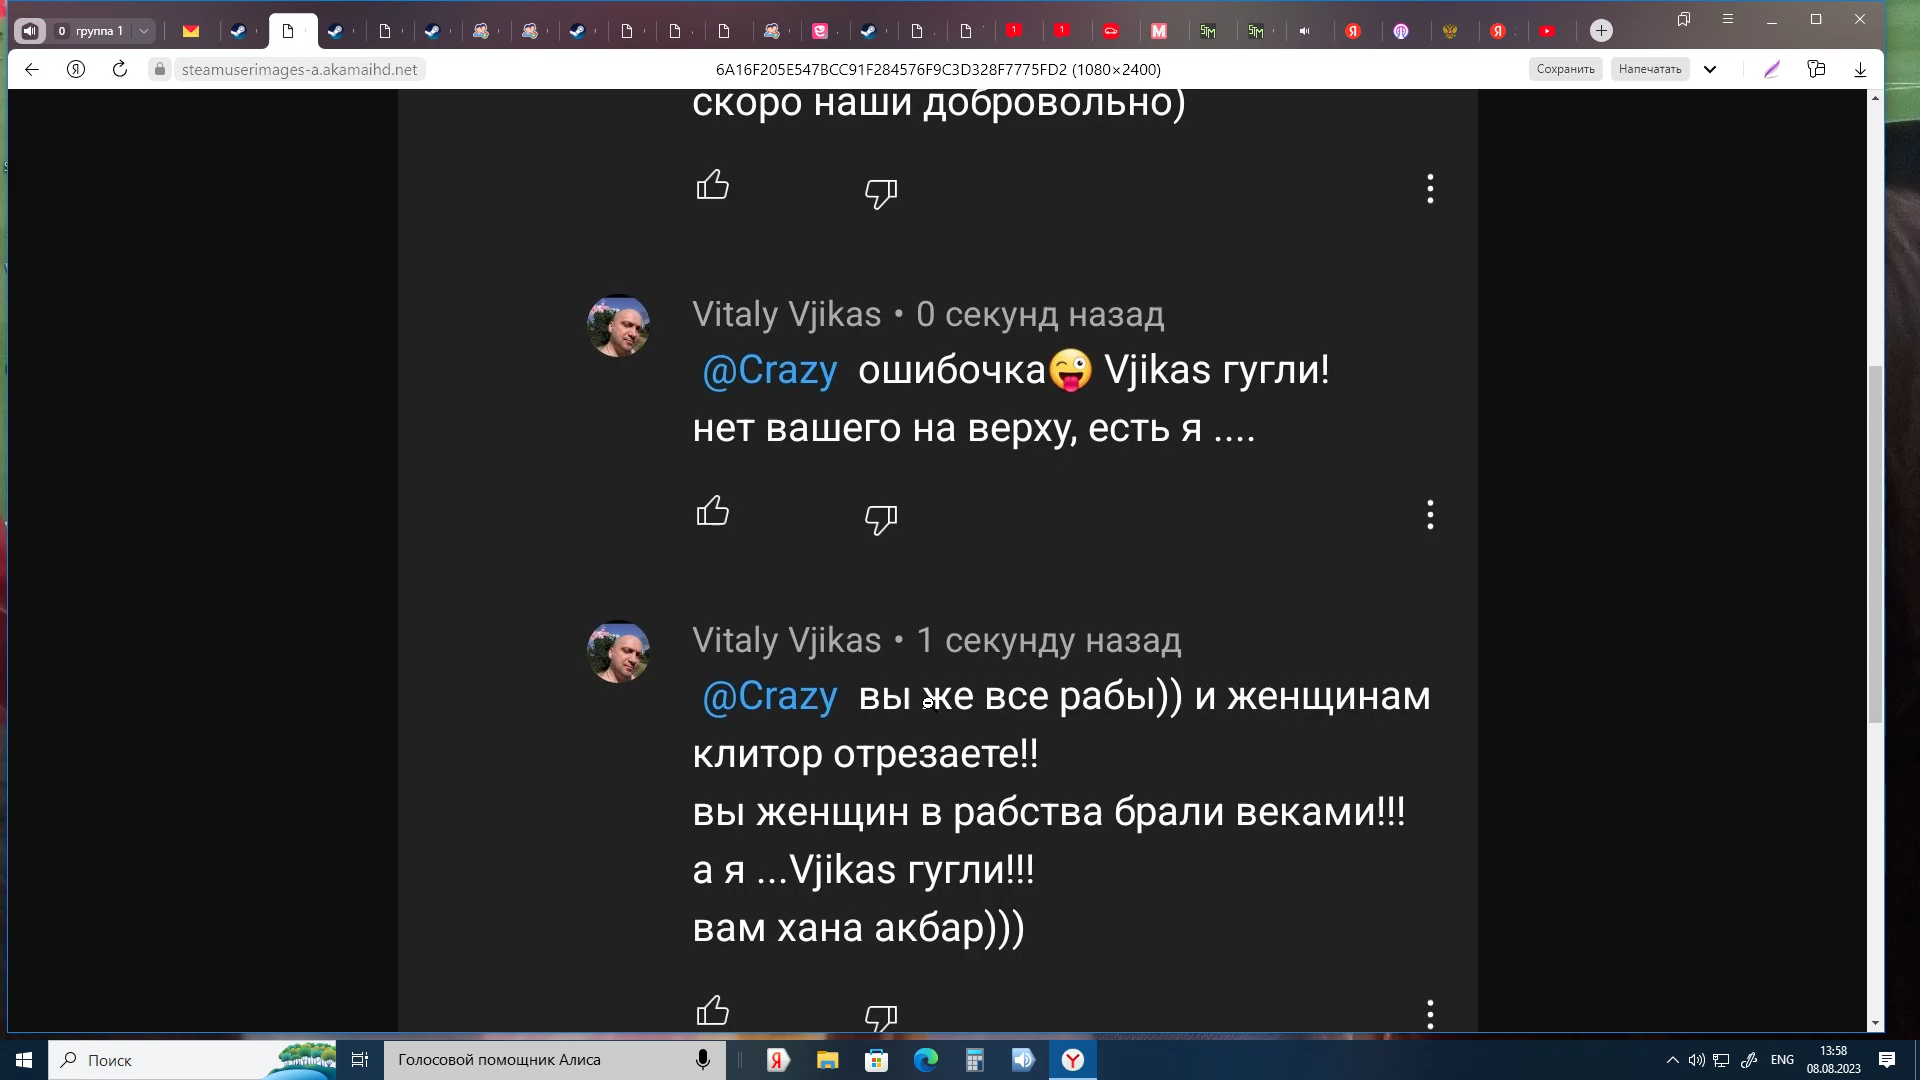 0 группа 1
steamuserimages-a.akamaihd.net
6A16F205E547BCC91F284576F9C3D328F7775FD2 (1080×2400)
Сохранить
Напечатать
скоро наши добровольно)
Vitaly Vjikas • 0 секунд назад
@Crazy ошибочка😜 Vjikas гугли!
нет вашего на верху, есть я ....
Vitaly Vjikas • 1 секунду назад
@Crazy вы же все рабы)) и женщинам
клитор отрезаете!!
вы женщин в рабства брали веками!!!
а я ...Vjikas гугли!!!
вам хана акбар)))
Поиск
Голосовой помощник Алиса
ENG
13:58
08.08.2023